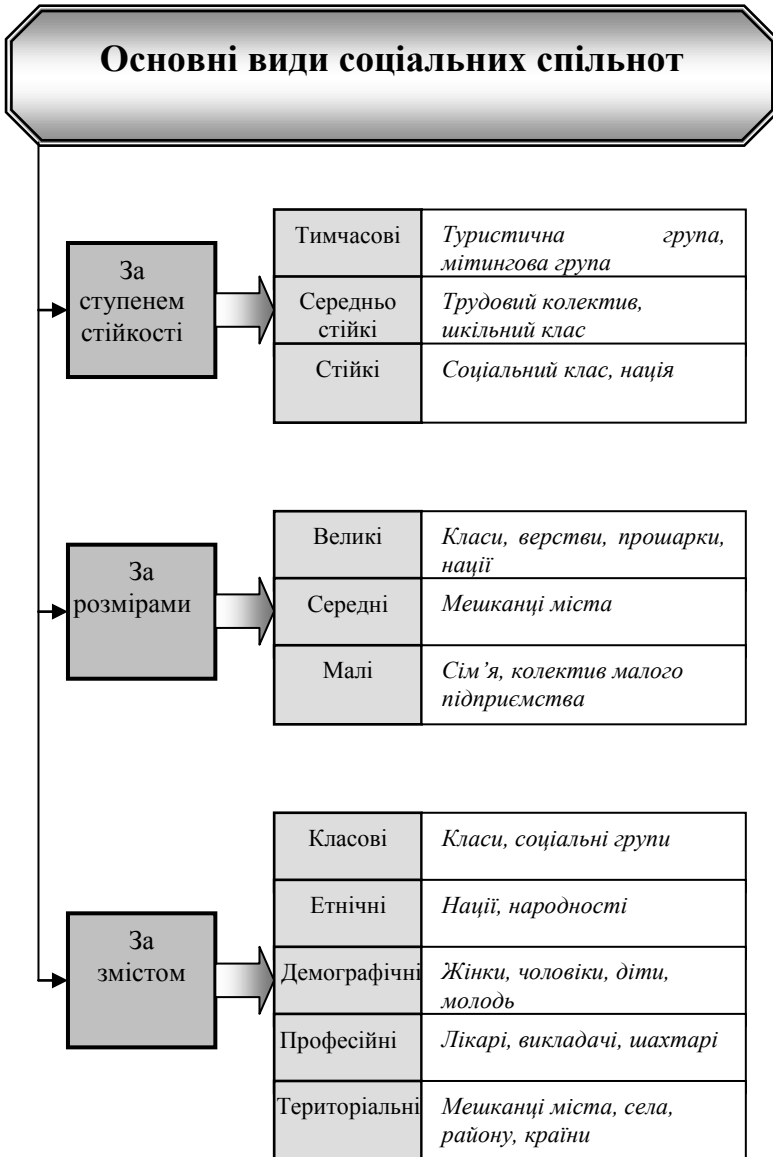 Основні види соціальних спільнот
За
ступенем
стійкості
Тимчасові
Туристична група,
мітингова група
Середньо
стійкі
Трудовий колектив,
шкільний клас
Стійкі
Соціальний клас, нація
За
розмірами
Великі
Класи, верстви, прошарки,
нації
Середні
Мешканці міста
Малі
Сім’я, колектив малого
підприємства
За
змістом
Класові
Класи, соціальні групи
Етнічні
Нації, народності
Демографічні
Жінки, чоловіки, діти,
молодь
Професійні
Лікарі, викладачі, шахтарі
Територіальні
Мешканці міста, села,
району, країни